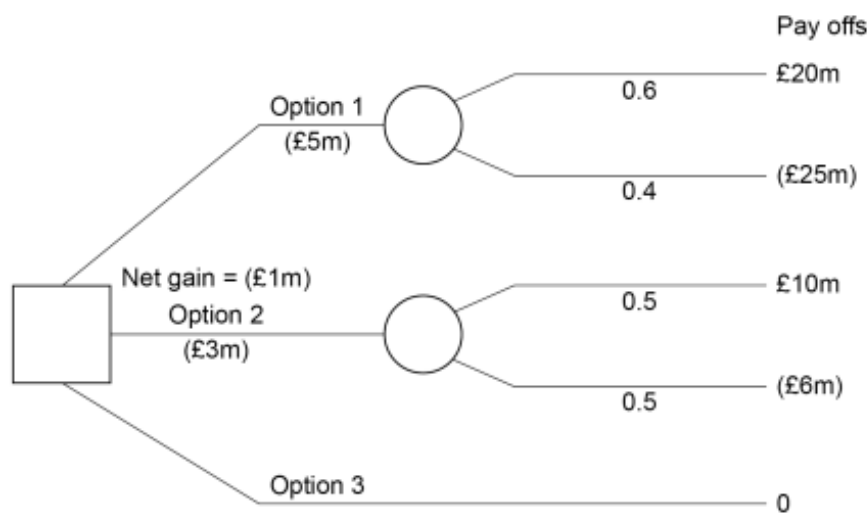 Pay offs
£20m
0.6
Option 1
(£5m)
(£25m)
0.4
Net gain = (£1m)
£10m
Option 2
0.5
(£3m)
(£6m)
0.5
Option 3
0